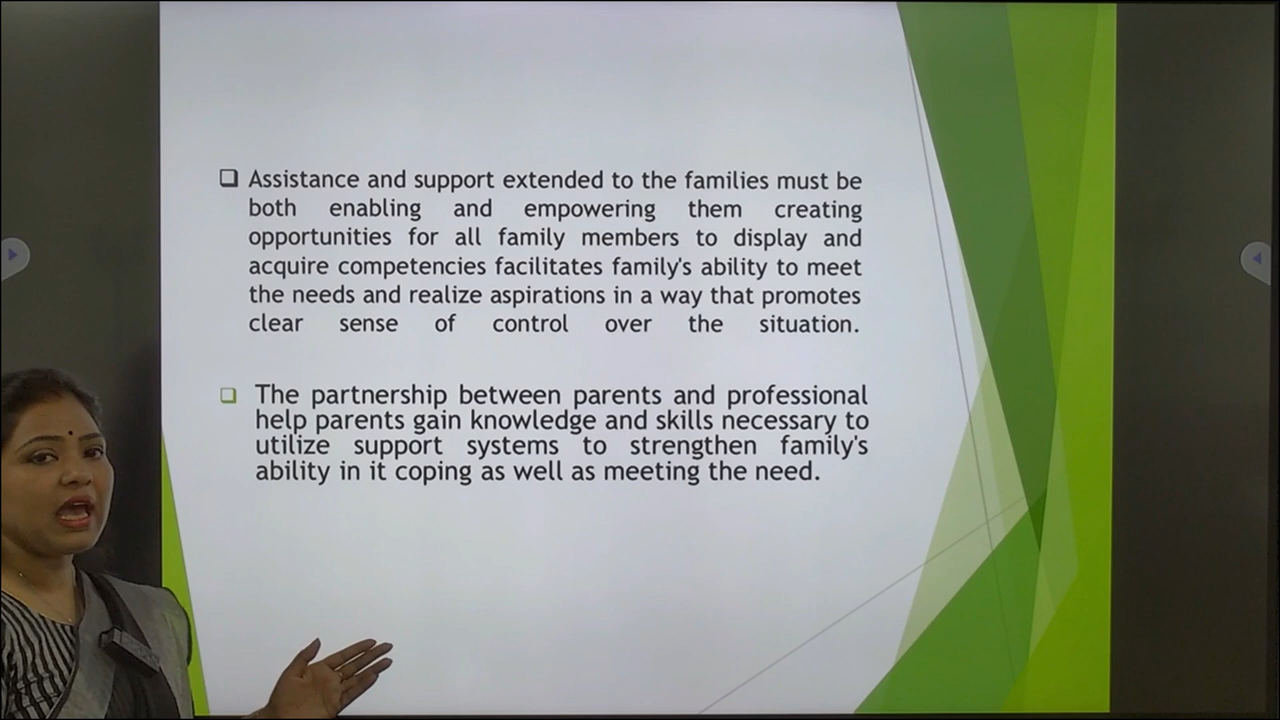 Assistance and support extended to the families must be
both enabling and empowering them creating
opportunities for all family members to display and
acquire competencies facilitates family's ability to meet
the needs and realize aspirations in a way that promotes
clear sense of control over the situation.
The partnership between parents and professional
help parents gain knowledge and skills necessary to
utilize support systems to strengthen family's
ability in it coping as well as meeting the need.